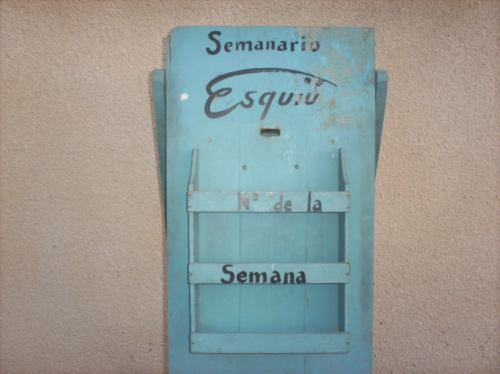 Semanario
Esquiú
Nº de la
Semana